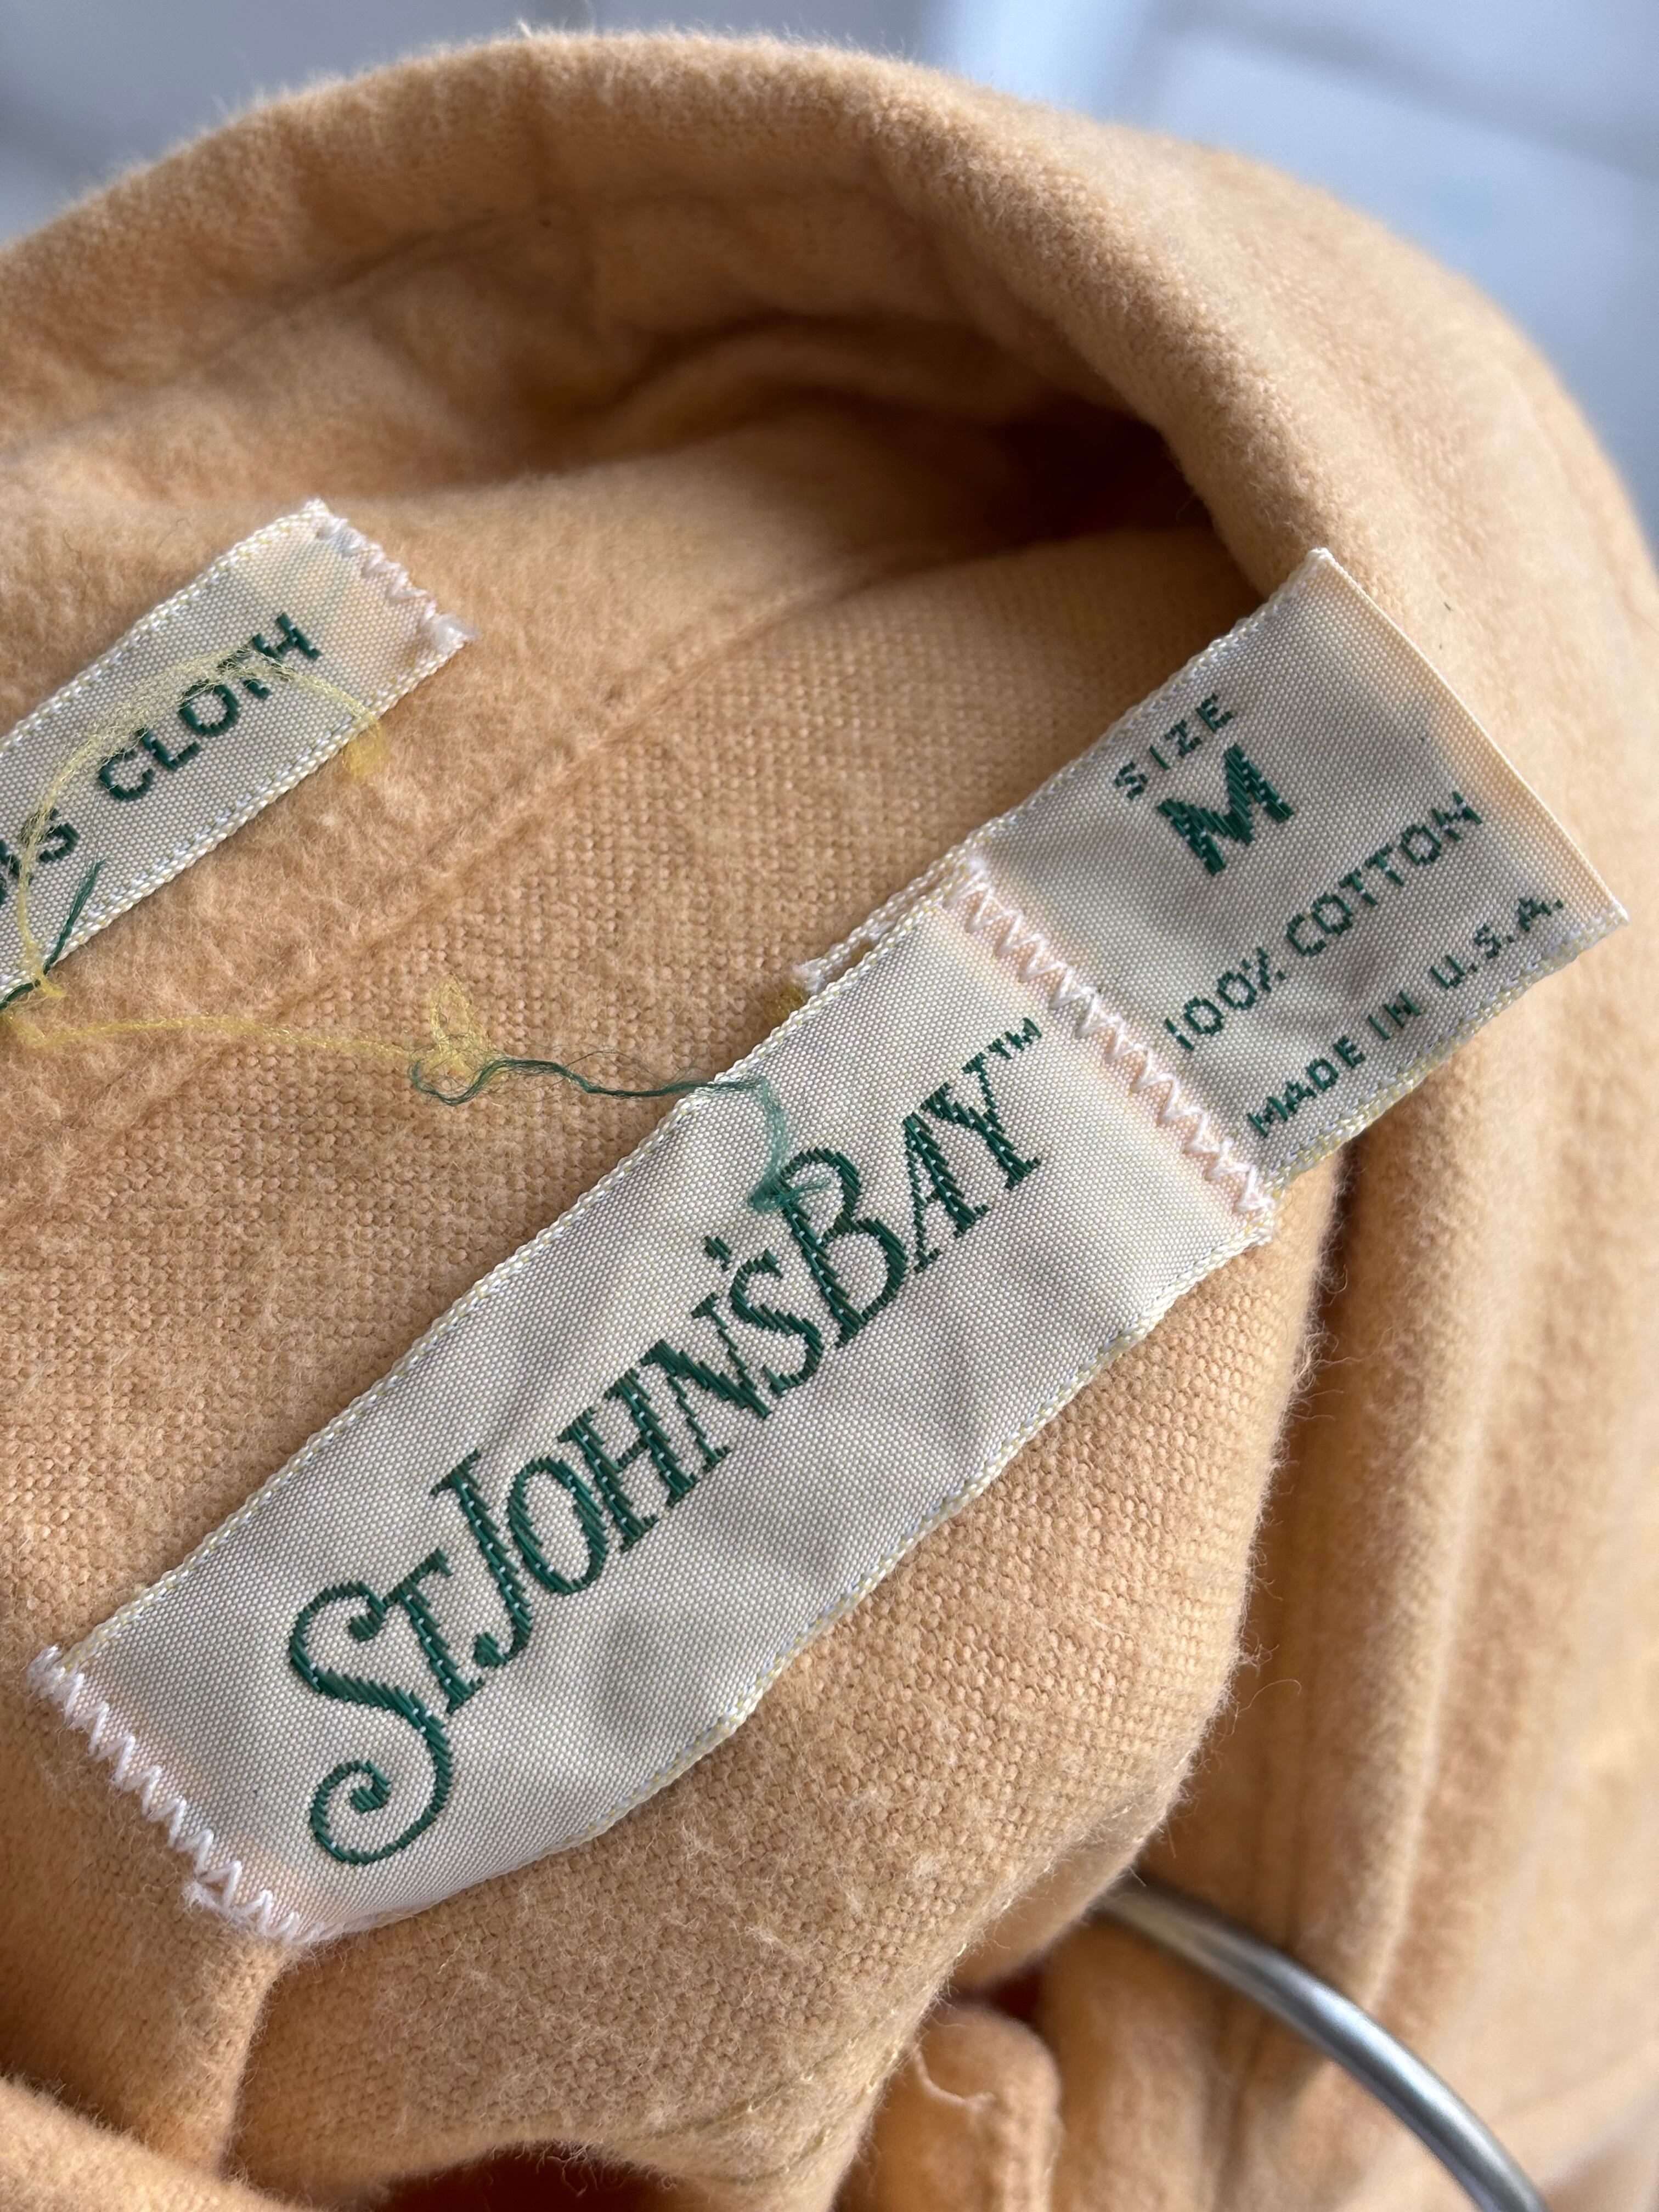 CLOTH
SIZE
M
100% COTTON
MADE IN U.S.A.
ST. JOHN'S BAY™